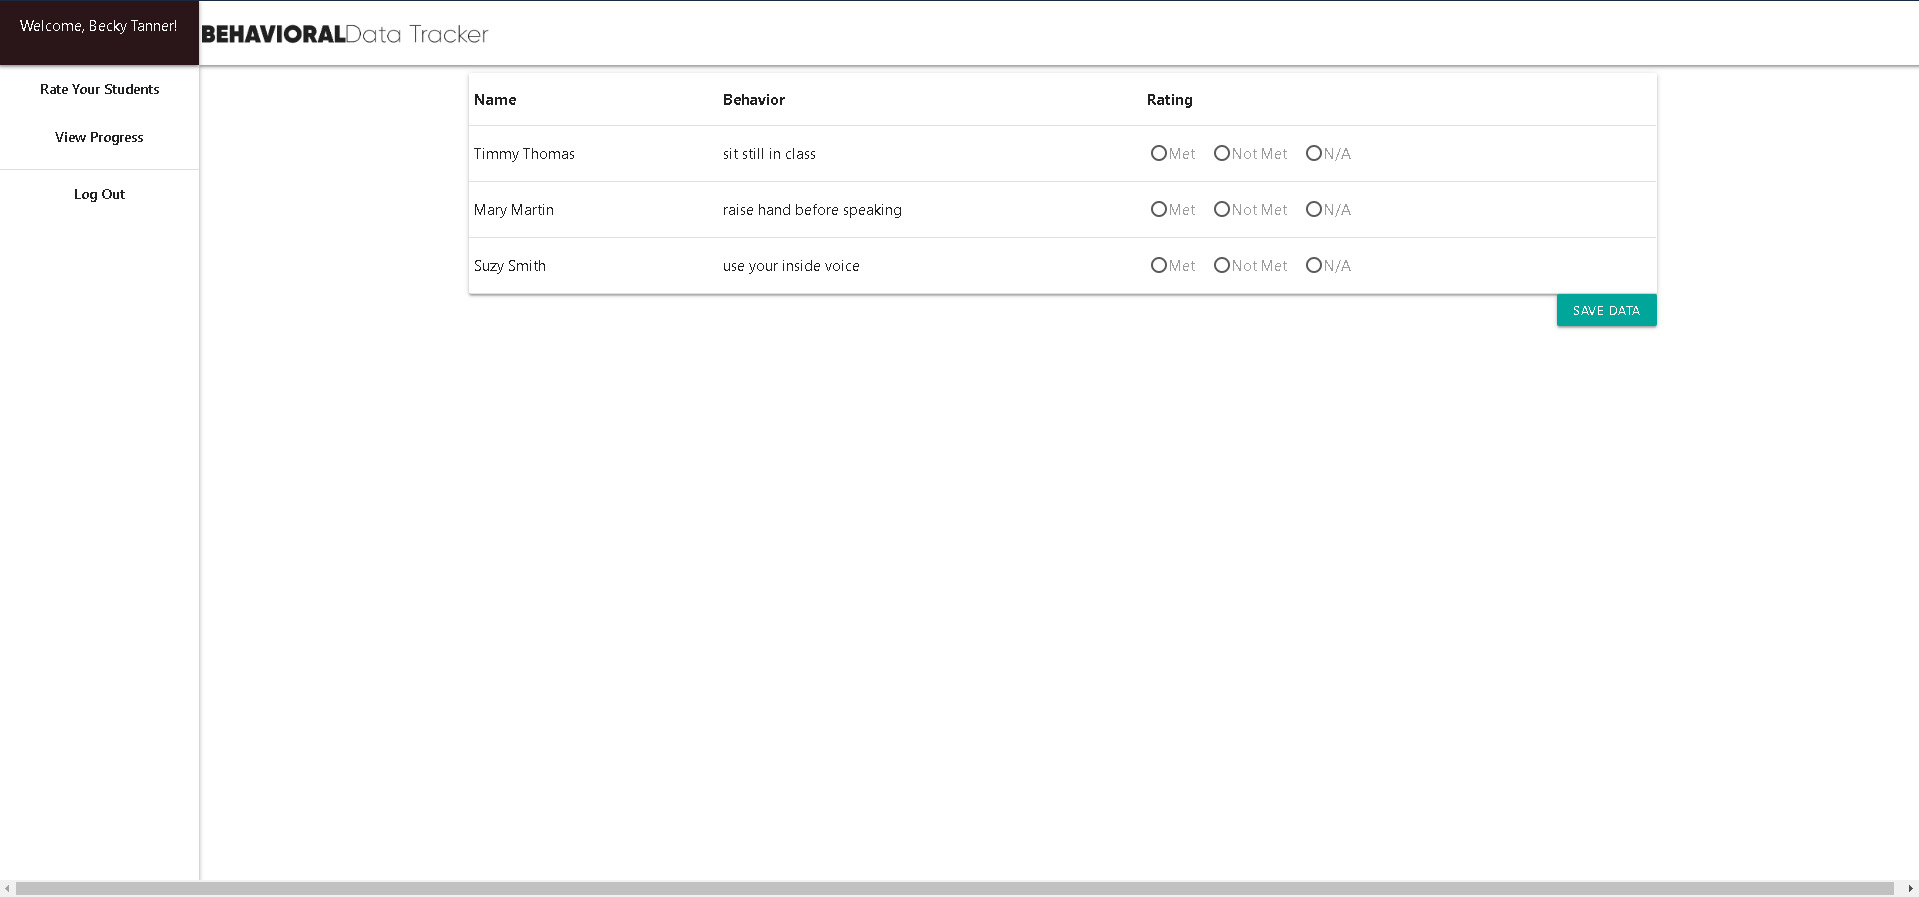 Welcome, Becky Tanner!
BEHAVIORALData Tracker
Rate Your Students
View Progress
Log Out
Name Behavior Rating
Timmy Thomas sit still in class Met Not Met N/A
Mary Martin raise hand before speaking Met Not Met N/A
Suzy Smith use your inside voice Met Not Met N/A
SAVE DATA